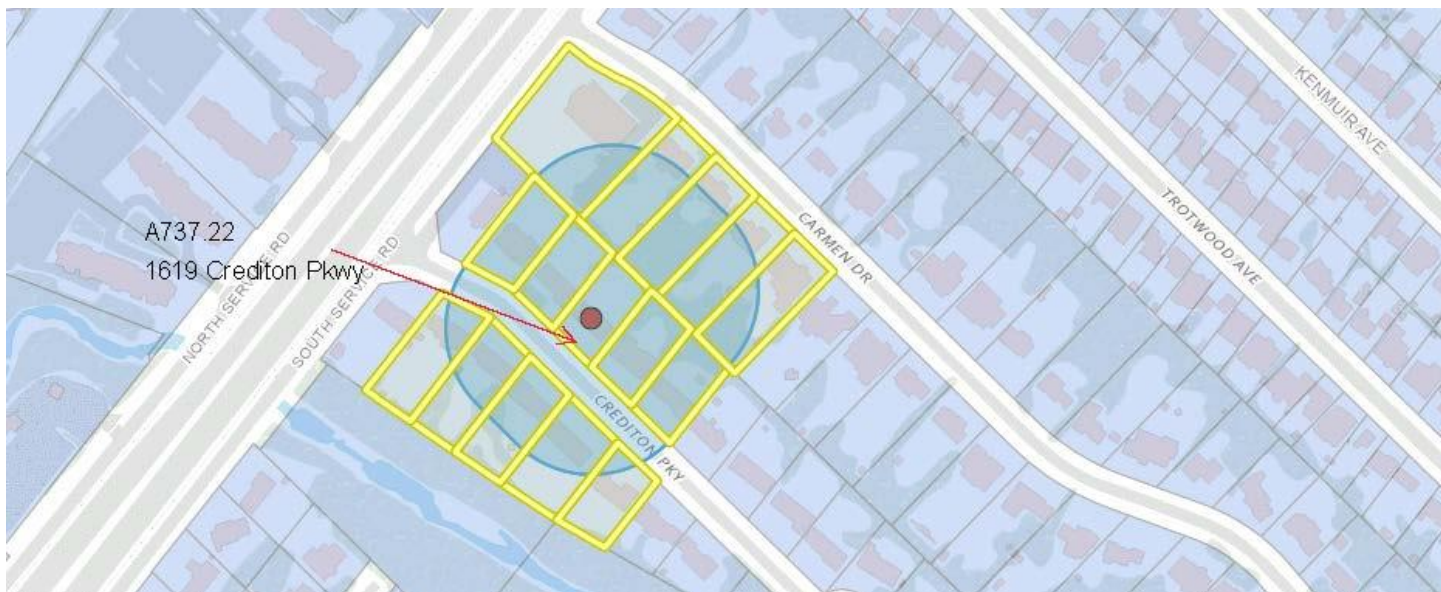 KENMUIR AVE
TROTWOOD AVE
CARMEN DR
A737.22
1619 Crediton Pkwy
NORTH SERVICE RD
SOUTH SERVICE RD
CREDITON PKY